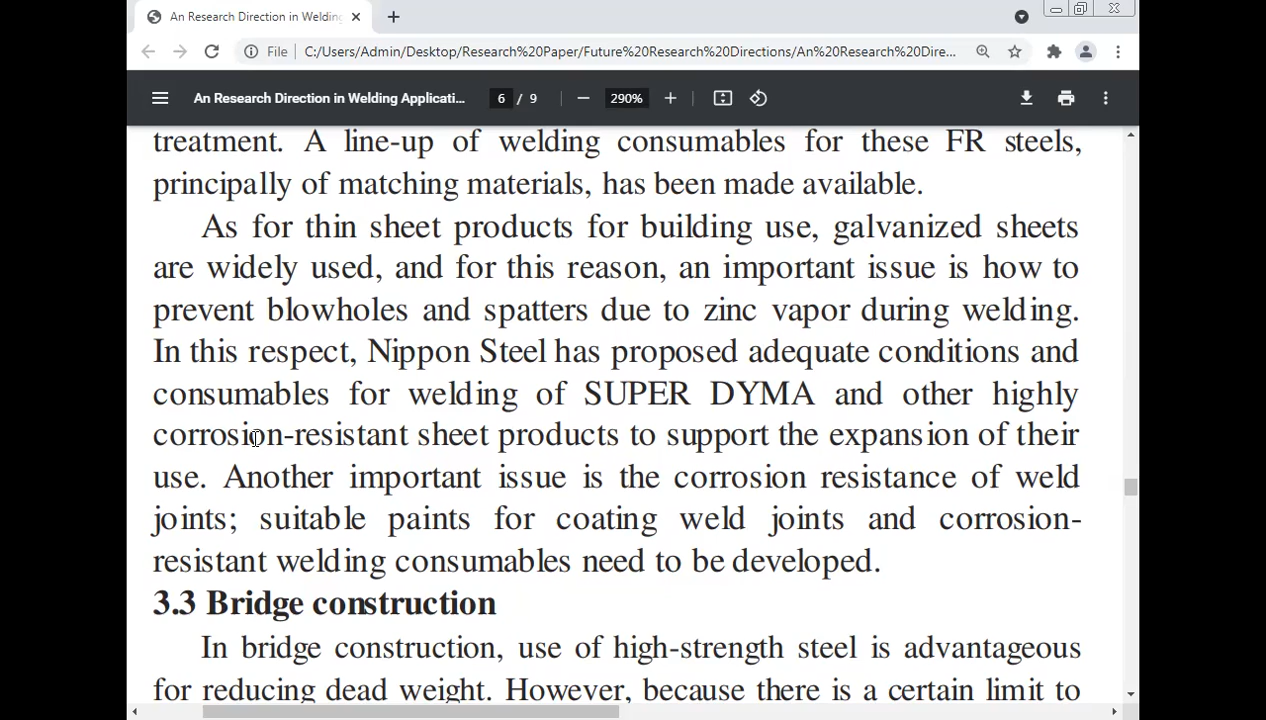 An Research Direction in Welding
File C:/Users/Admin/Desktop/Research%20Paper/Future%20Research%20Directions/An%20Research%20Dire...
An Research Direction in Welding Applicati... 6 / 9 290%
treatment. A line-up of welding consumables for these FR steels,
principally of matching materials, has been made available.
As for thin sheet products for building use, galvanized sheets
are widely used, and for this reason, an important issue is how to
prevent blowholes and spatters due to zinc vapor during welding.
In this respect, Nippon Steel has proposed adequate conditions and
consumables for welding of SUPER DYMA and other highly
corrosion-resistant sheet products to support the expansion of their
use. Another important issue is the corrosion resistance of weld
joints; suitable paints for coating weld joints and corrosion-
resistant welding consumables need to be developed.
3.3 Bridge construction
In bridge construction, use of high-strength steel is advantageous
for reducing dead weight. However, because there is a certain limit to